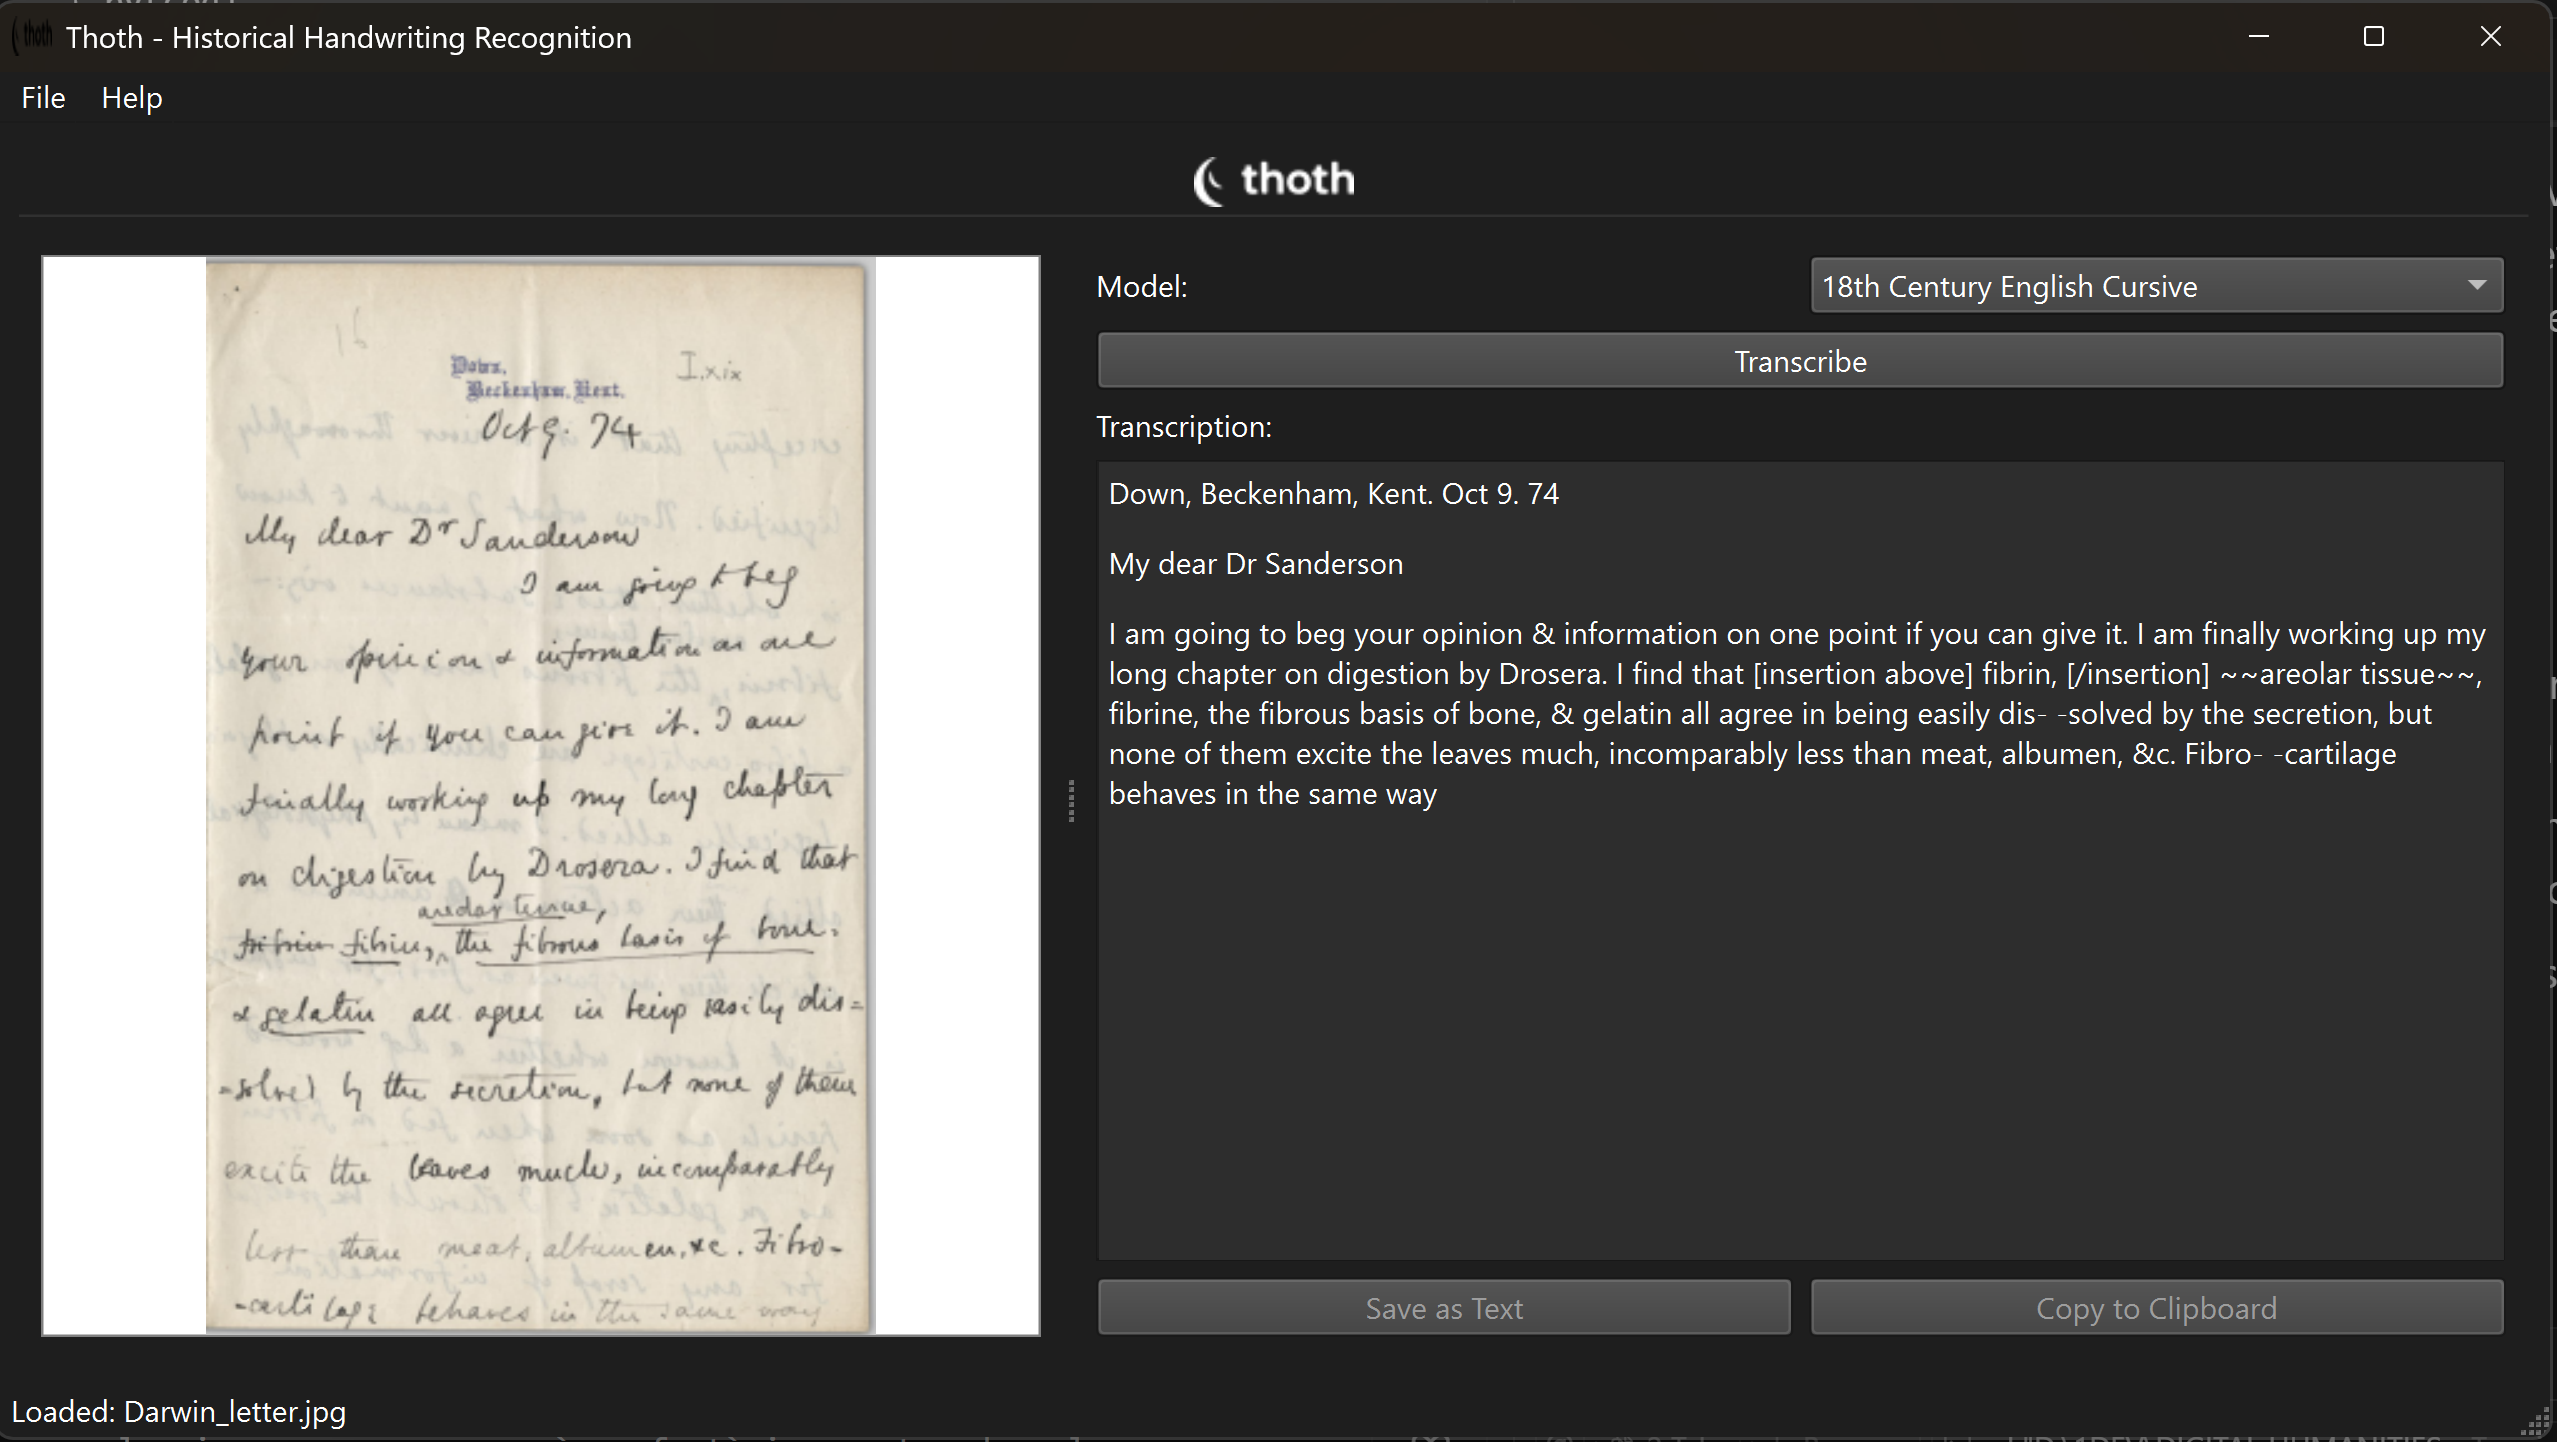 thoth
Thoth - Historical Handwriting Recognition
File Help
thoth
Down,
Beckenham, Kent.
I.xix
Oct 9. 74
My dear Dr Sanderson
I am going to beg
your opinion & information on one
point if you can give it. I am
finally working up my long chapter
on digestion by Drosera. I find that
areolar tissue,
fibrin, the fibrous basis of bone,
& gelatin all agree in being easily dis=
=solved by the secretion, but none of them
excite the leaves much, incomparably
less than meat, albumen, &c. Fibro-
-cartilage behaves in the same way
Model:
18th Century English Cursive
Transcribe
Transcription:
Down, Beckenham, Kent. Oct 9. 74
My dear Dr Sanderson
I am going to beg your opinion & information on one point if you can give it. I am finally working up my
long chapter on digestion by Drosera. I find that [insertion above] fibrin, [/insertion] ~~areolar tissue~~,
fibrine, the fibrous basis of bone, & gelatin all agree in being easily dis- -solved by the secretion, but
none of them excite the leaves much, incomparably less than meat, albumen, &c. Fibro- -cartilage
behaves in the same way
Save as Text
Copy to Clipboard
Loaded: Darwin_letter.jpg